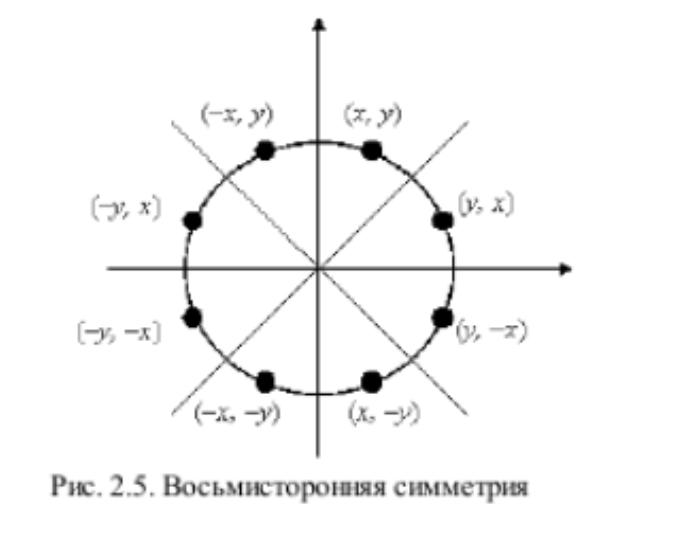 (−x, y) (x, y)
(−y, x) (y, x)
(−y, −x) (y, −x)
(−x, −y) (x, −y)
Рис. 2.5. Восьмисторонняя симметрия